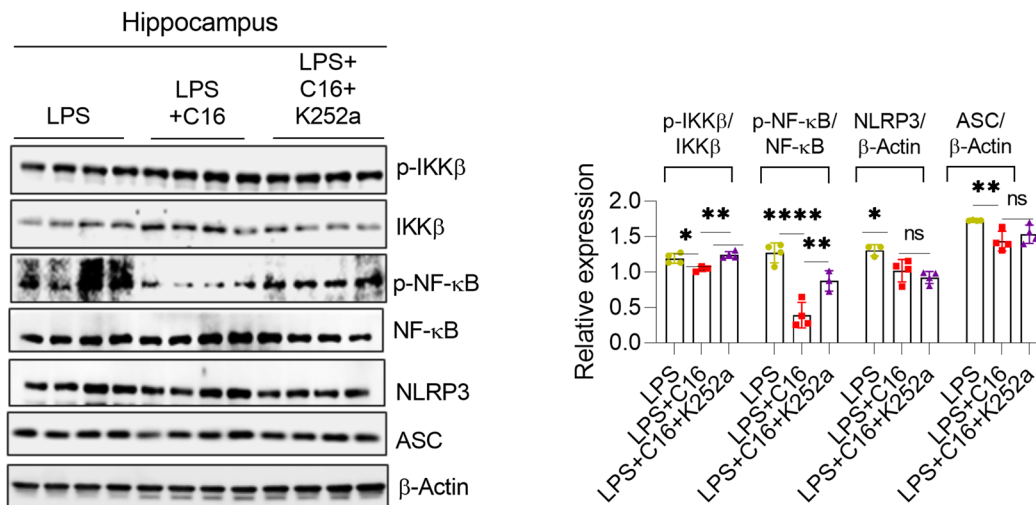 Hippocampus
LPS
LPS
+C16
LPS+
C16+
K252a
p-IKKβ
IKKβ
p-NF-κB
NF-κB
NLRP3
ASC
β-Actin
p-IKKβ/
IKKβ
p-NF-κB/
NF-κB
NLRP3/
β-Actin
ASC/
β-Actin
Relative expression
2.0
1.5
1.0
0.5
0.0
*
**
****
**
*
ns
**
ns
LPS
LPS+C16
LPS+C16+K252a
LPS
LPS+C16
LPS+C16+K252a
LPS
LPS+C16
LPS+C16+K252a
LPS
LPS+C16
LPS+C16+K252a